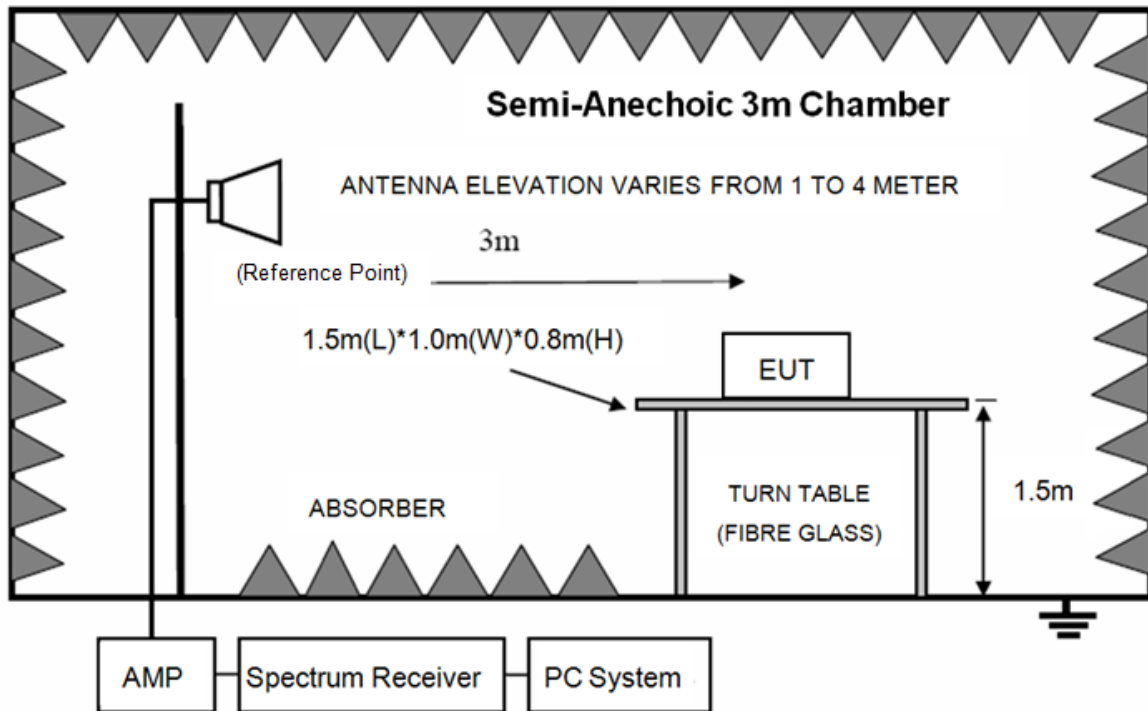 Semi-Anechoic 3m Chamber
ANTENNA ELEVATION VARIES FROM 1 TO 4 METER
3m
(Reference Point)
1.5m(L)*1.0m(W)*0.8m(H)
EUT
ABSORBER
TURN TABLE
(FIBRE GLASS)
1.5m
AMP
Spectrum Receiver
PC System